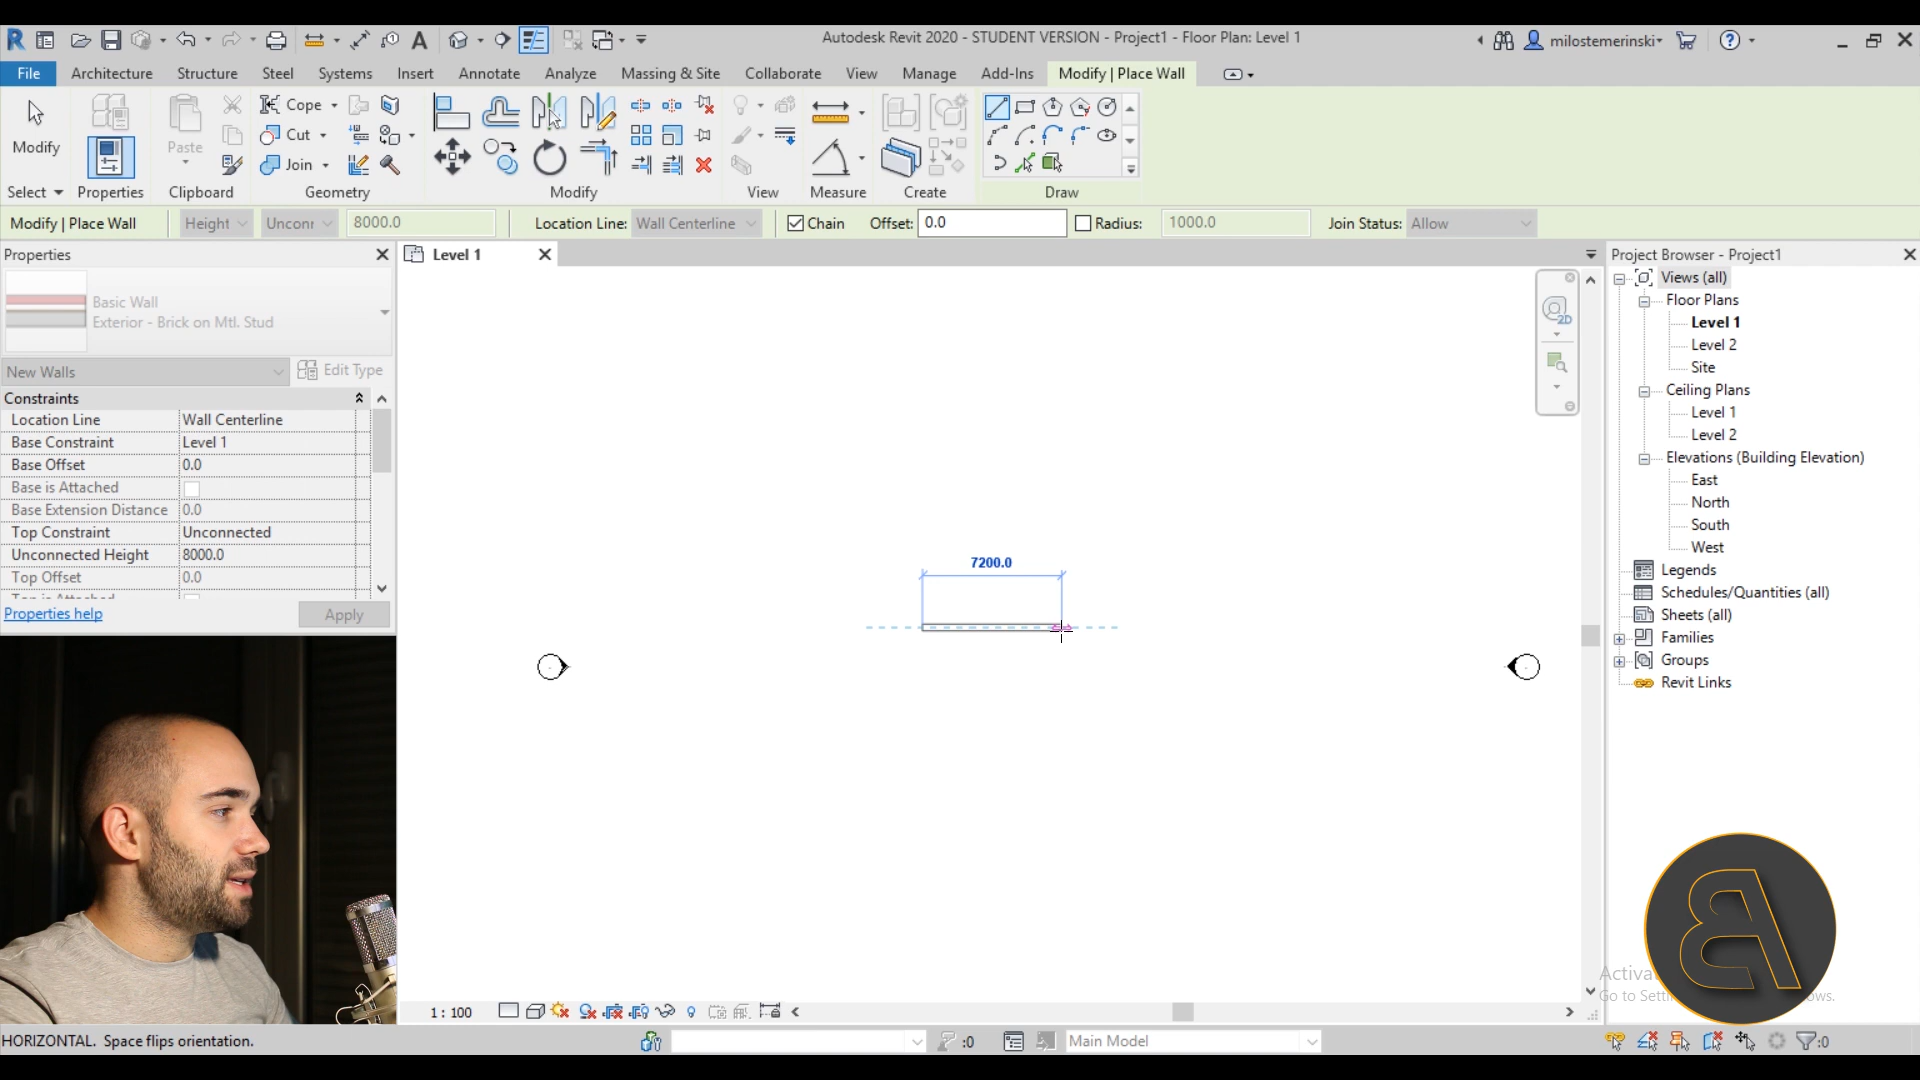 Autodesk Revit 2020 - STUDENT VERSION - Project1 - Floor Plan: Level 1
milostemerinski
File Architecture Structure Steel Systems Insert Annotate Analyze Massing & Site Collaborate View Manage Add-Ins Modify | Place Wall
Cope
Cut
Join
Modify
Paste
Select Properties Clipboard Geometry Modify View Measure Create Draw
Modify | Place Wall Height Unconr 8000.0 Location Line: Wall Centerline Chain Offset: 0.0 Radius: 1000.0 Join Status: Allow
Properties
Basic Wall
Exterior - Brick on Mtl. Stud
New Walls Edit Type
Constraints
Location Line Wall Centerline
Base Constraint Level 1
Base Offset 0.0
Base is Attached
Base Extension Distance 0.0
Top Constraint Unconnected
Unconnected Height 8000.0
Top Offset 0.0
Properties help Apply
Level 1
2D
7200.0
Project Browser - Project1
Views (all)
Floor Plans
Level 1
Level 2
Site
Ceiling Plans
Level 1
Level 2
Elevations (Building Elevation)
East
North
South
West
Legends
Schedules/Quantities (all)
Sheets (all)
Families
Groups
Revit Links
Go to
1 : 100
HORIZONTAL. Space flips orientation.
:0
Main Model
:0